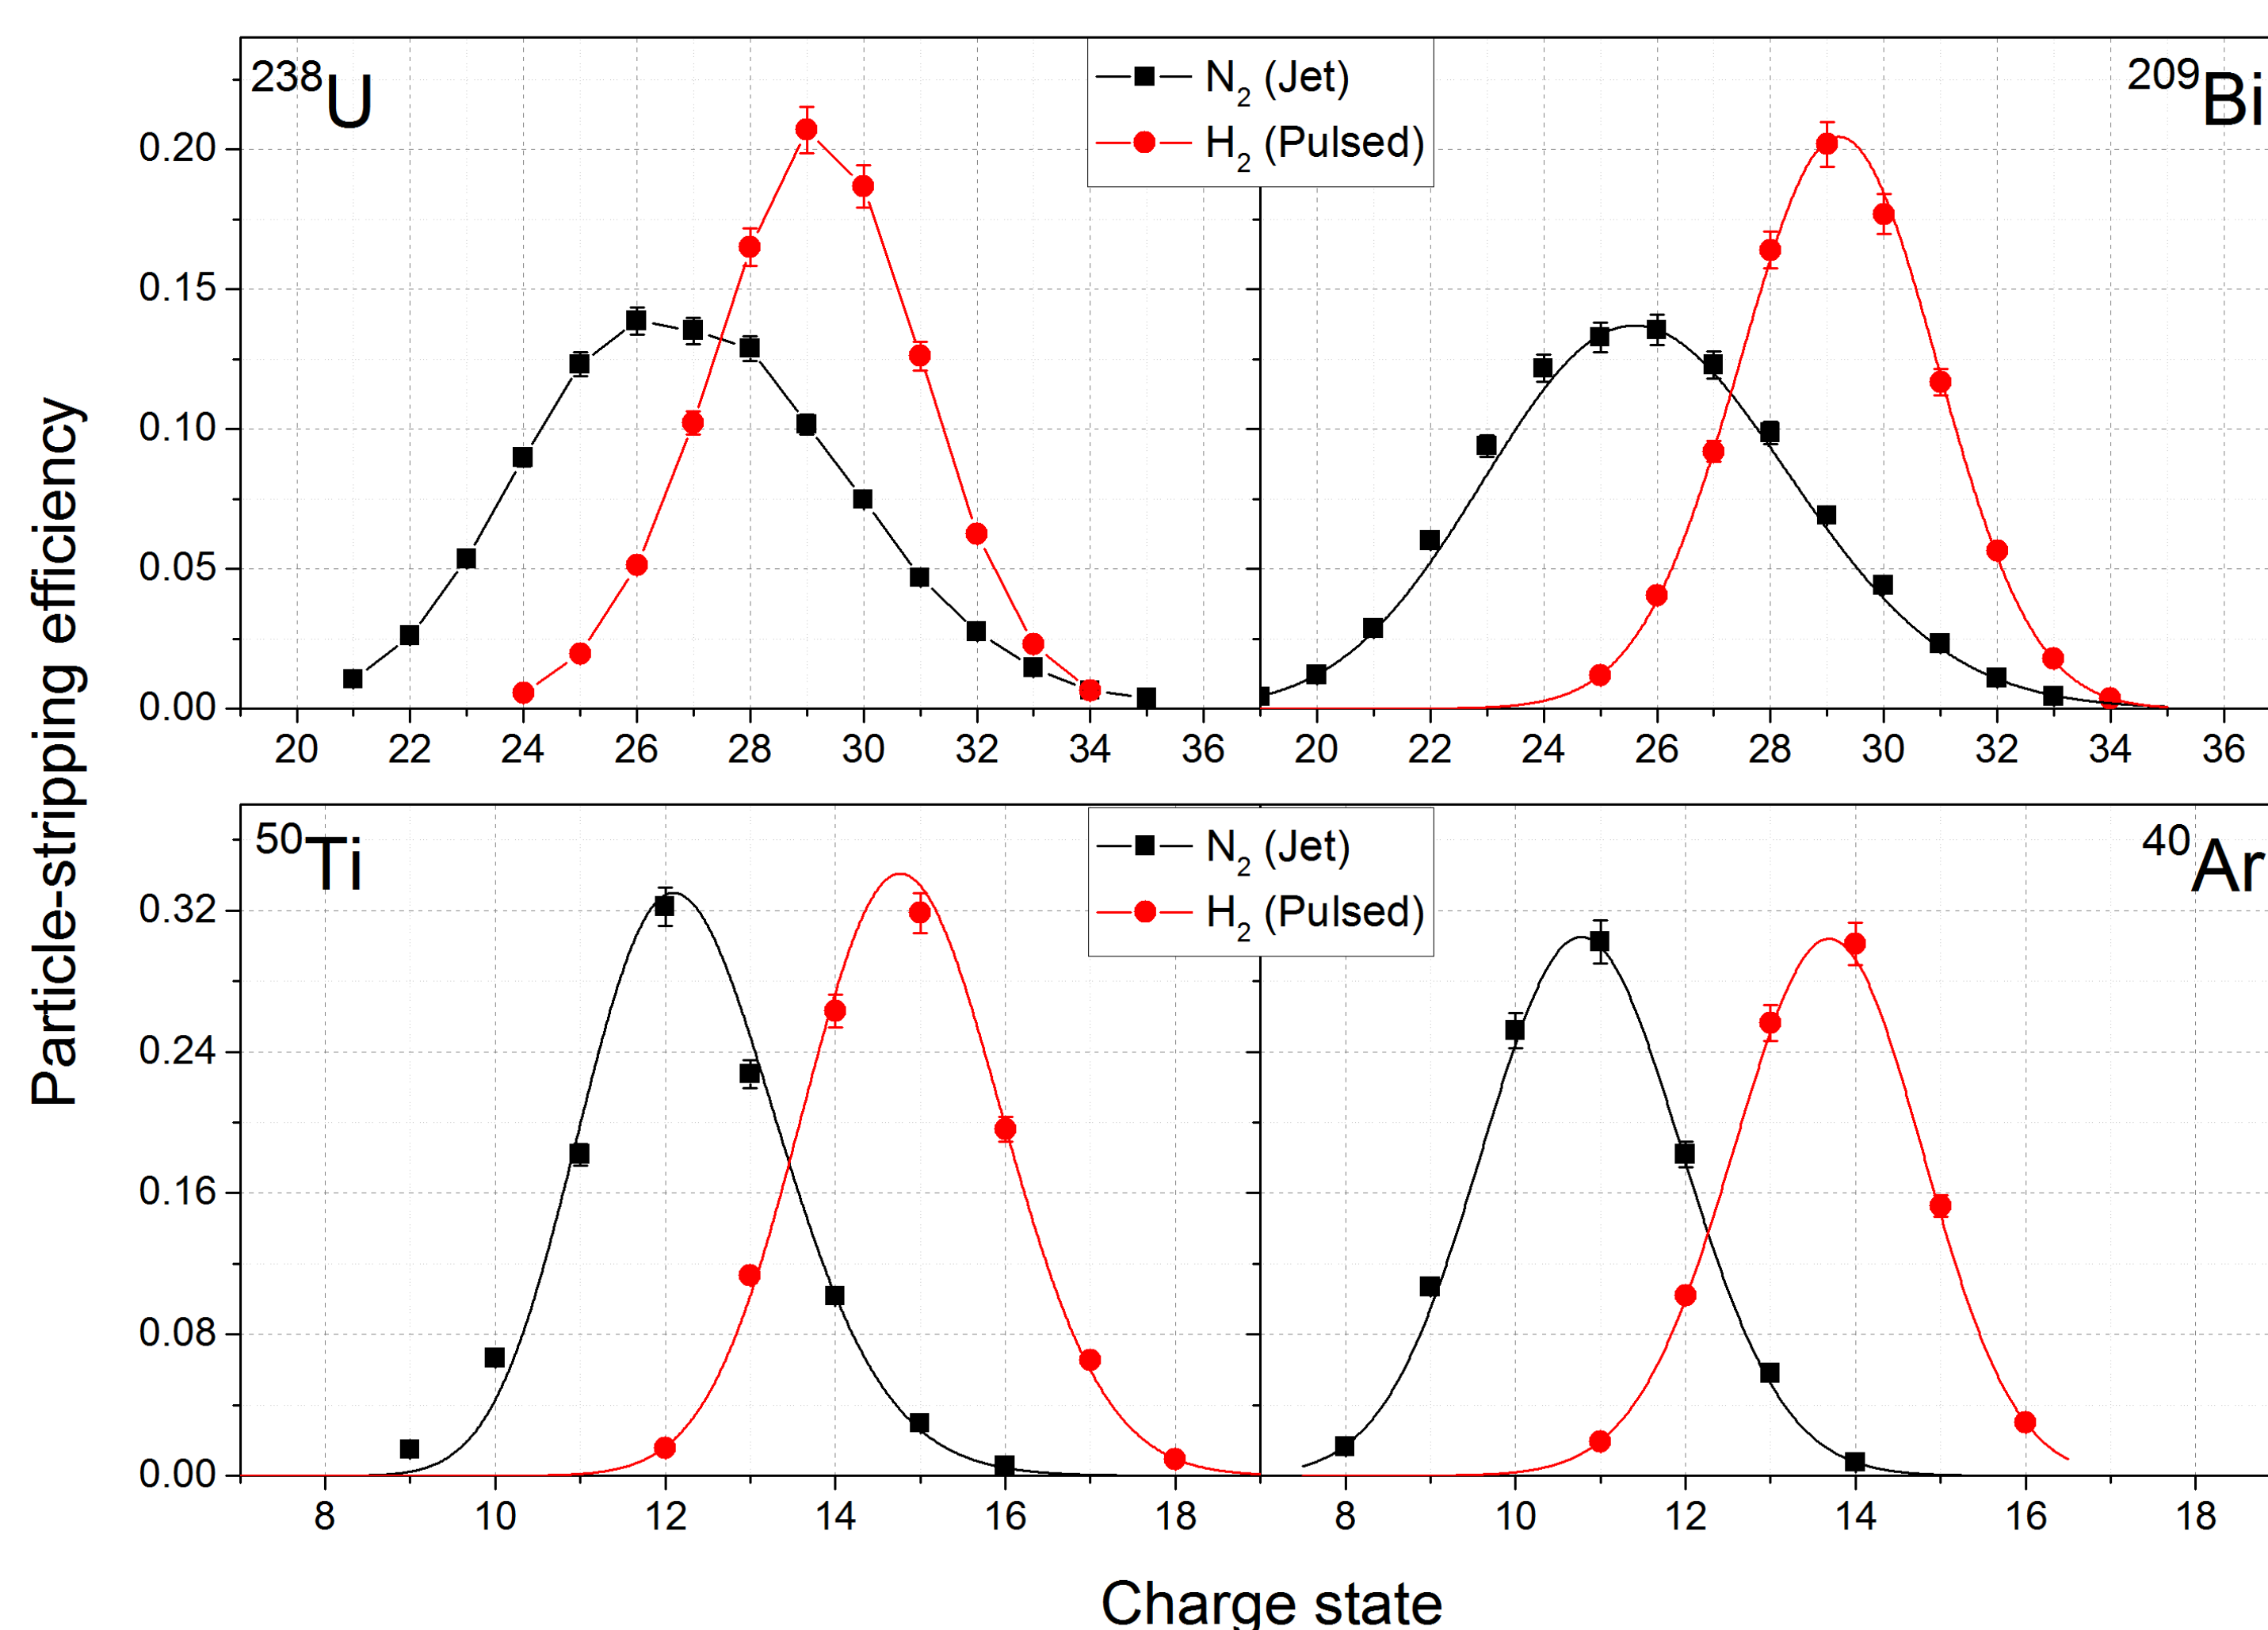 Particle-stripping efficiency
²³⁸U
N₂ (Jet)
H₂ (Pulsed)
²⁰⁹Bi
0.20
0.15
0.10
0.05
0.00
20 22 24 26 28 30 32 34 36
20 22 24 26 28 30 32 34 36
⁵⁰Ti
N₂ (Jet)
H₂ (Pulsed)
⁴⁰Ar
0.32
0.24
0.16
0.08
0.00
8 10 12 14 16 18
8 10 12 14 16 18
Charge state